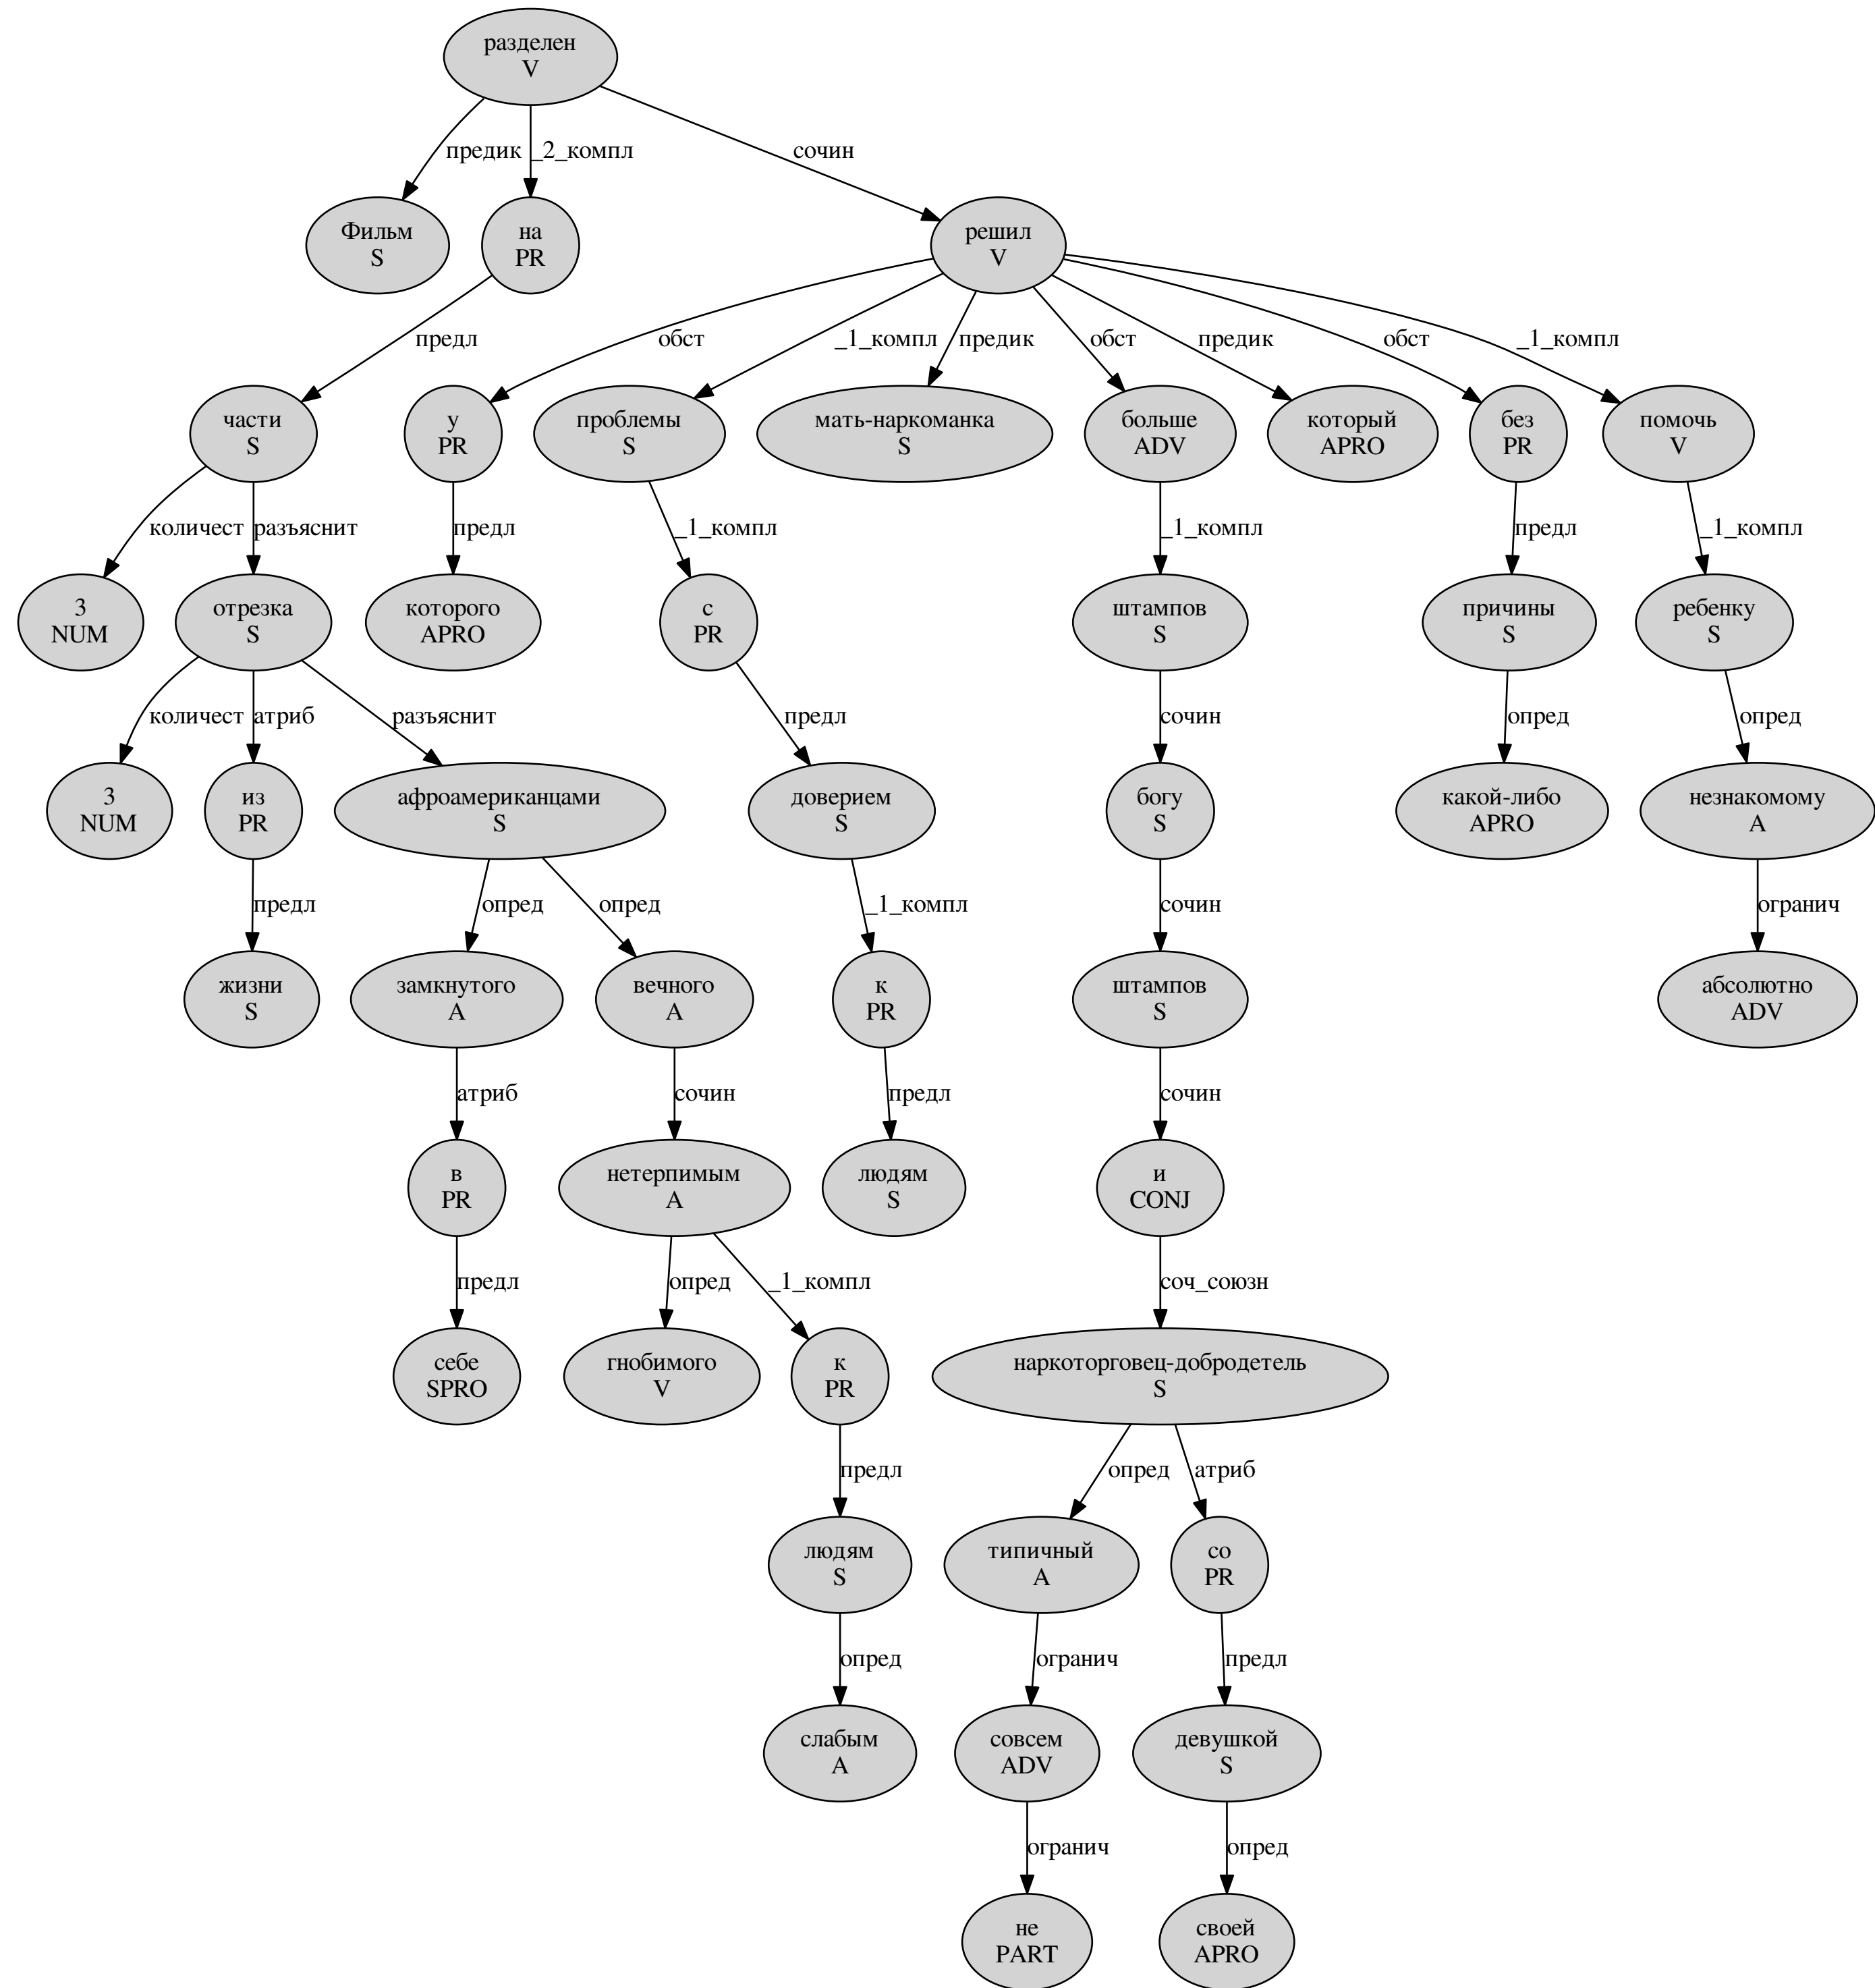 разделен
V
предик
_2_компл
сочин
Фильм
S
на
PR
решил
V
предл
обст
_1_компл
предик
обст
предик
обст
_1_компл
части
S
у
PR
проблемы
S
мать-наркоманка
S
больше
ADV
который
APRO
без
PR
помочь
V
количест
разъяснит
предл
_1_компл
_1_компл
предл
_1_компл
3
NUM
отрезка
S
которого
APRO
с
PR
штампов
S
причины
S
ребенку
S
количест
атриб
разъяснит
предл
сочин
опред
опред
3
NUM
из
PR
афроамериканцами
S
доверием
S
богу
S
какой-либо
APRO
незнакомому
A
предл
опред
опред
_1_компл
сочин
огранич
жизни
S
замкнутого
A
вечного
A
к
PR
штампов
S
абсолютно
ADV
атриб
сочин
предл
сочин
в
PR
нетерпимым
A
людям
S
и
CONJ
предл
опред
_1_компл
соч_союзн
себе
SPRO
гнобимого
V
к
PR
наркоторговец-добродетель
S
предл
опред
атриб
людям
S
типичный
A
со
PR
опред
огранич
предл
слабым
A
совсем
ADV
девушкой
S
огранич
опред
не
PART
своей
APRO